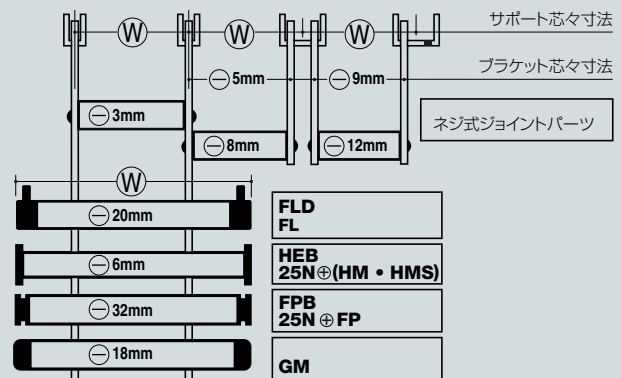 サポート芯々寸法
Ⓦ Ⓦ Ⓦ
ブラケット芯々寸法
⊖5mm ⊖9mm
⊖3mm
ネジ式ジョイントパーツ
⊖8mm ⊖12mm
Ⓦ
⊖20mm
FLD
FL
⊖6mm
HEB
25N⊕(HM・HMS)
⊖32mm
FPB
25N⊕FP
⊖18mm
GM